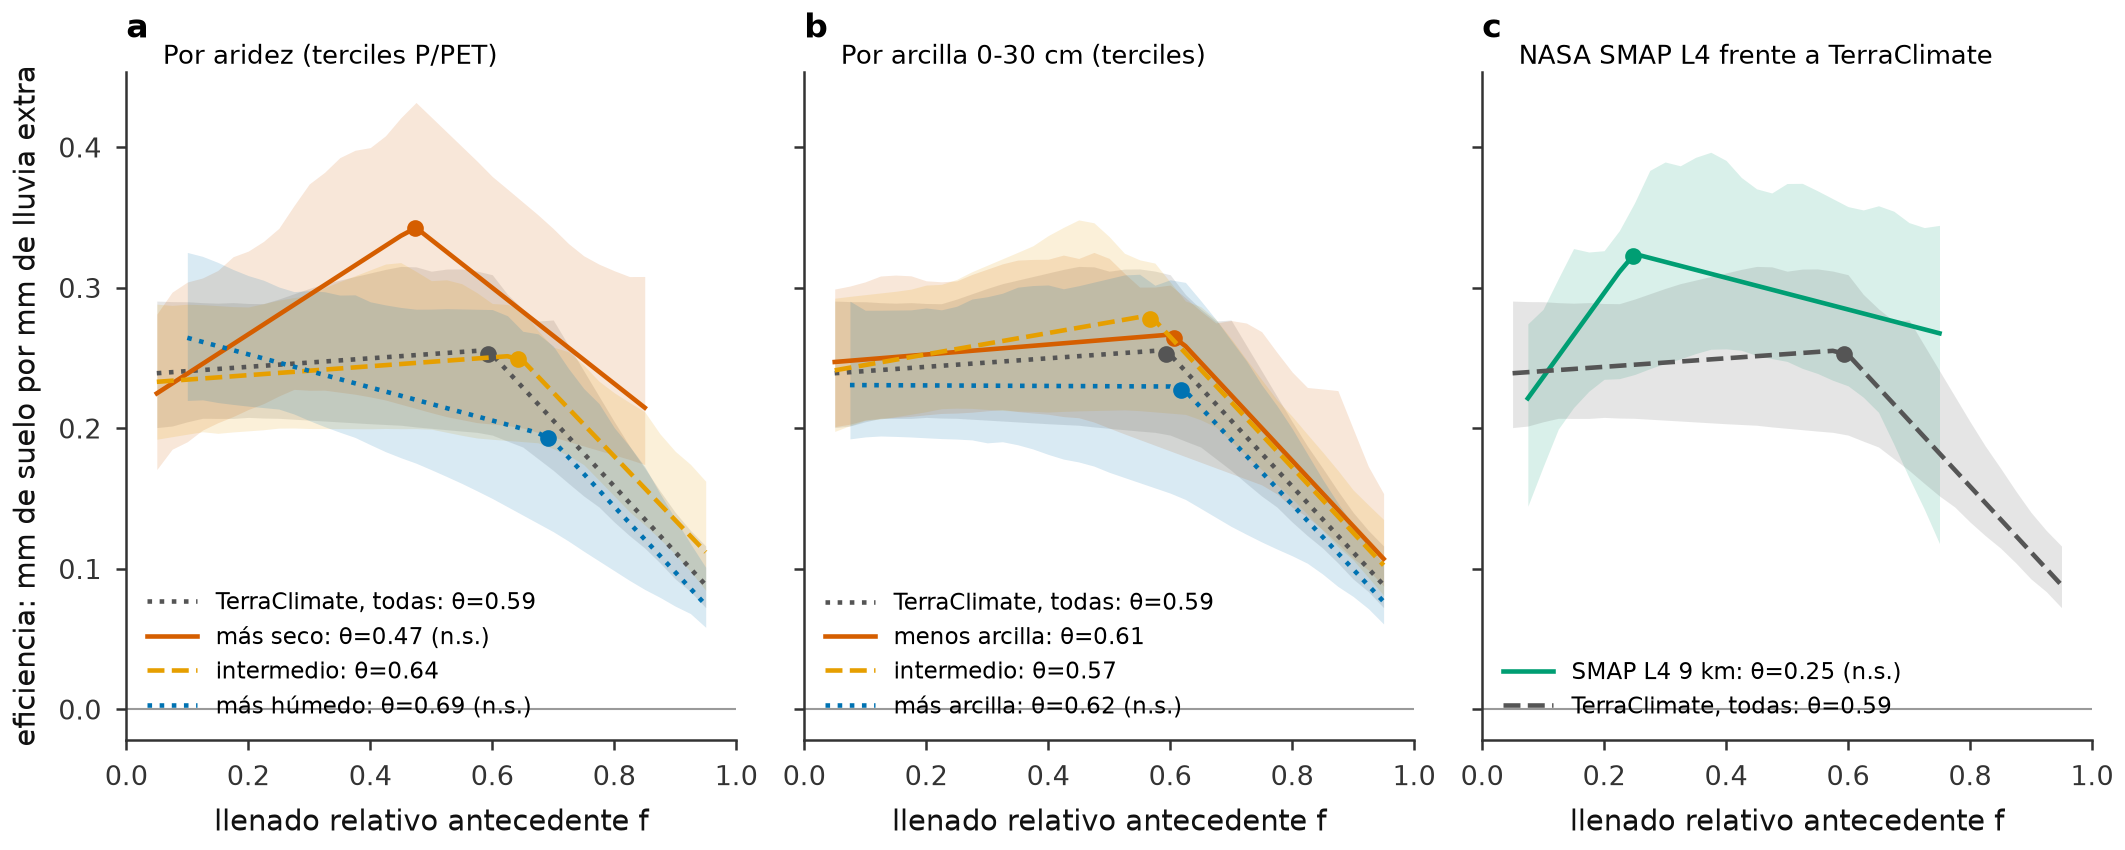 a
Por aridez (terciles P/PET)
eficiencia: mm de suelo por mm de lluvia extra
0.4
0.3
0.2
0.1
0.0
TerraClimate, todas: θ=0.59
más seco: θ=0.47 (n.s.)
intermedio: θ=0.64
más húmedo: θ=0.69 (n.s.)
0.0 0.2 0.4 0.6 0.8 1.0
llenado relativo antecedente f
b
Por arcilla 0-30 cm (terciles)
TerraClimate, todas: θ=0.59
menos arcilla: θ=0.61
intermedio: θ=0.57
más arcilla: θ=0.62 (n.s.)
0.0 0.2 0.4 0.6 0.8 1.0
llenado relativo antecedente f
c
NASA SMAP L4 frente a TerraClimate
SMAP L4 9 km: θ=0.25 (n.s.)
TerraClimate, todas: θ=0.59
0.0 0.2 0.4 0.6 0.8 1.0
llenado relativo antecedente f